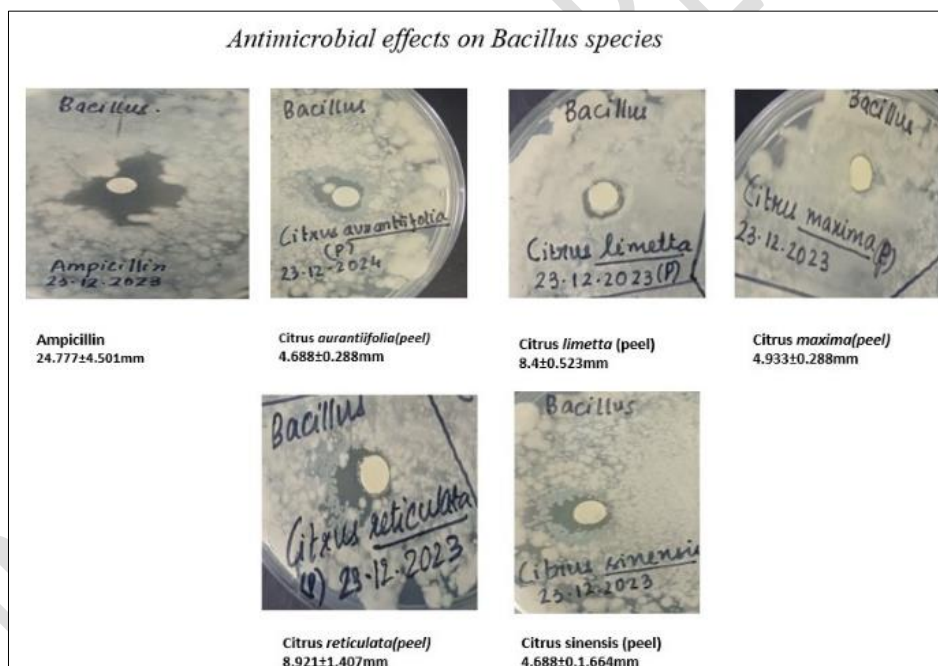 Antimicrobial effects on Bacillus species
Bacillus.
Ampicillin
23.12.2023
Bacillus
Citrus aurantiifolia
(P)
23.12.2024
Bacillus
Citrus limetta
23.12.2023(P)
Bacillus
Citrus maxima(P)
23.12.2023
Ampicillin
24.777±4.501mm
Citrus aurantiifolia(peel)
4.688±0.288mm
Citrus limetta (peel)
8.4±0.523mm
Citrus maxima(peel)
4.933±0.288mm
Bacillus
Citrus reticulata
(P) 23.12.2023
Bacillus
Citrus sinensis
23.12.2023
Citrus reticulata(peel)
8.921±1.407mm
Citrus sinensis (peel)
4.688±0.1.664mm